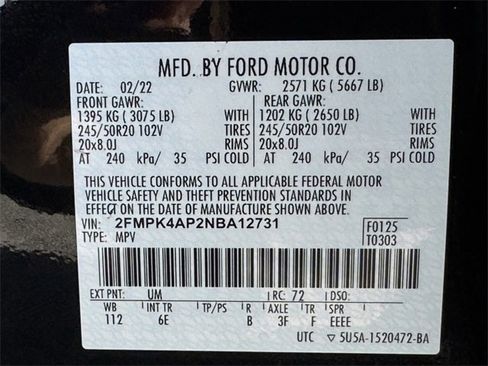 MFD. BY FORD MOTOR CO.
DATE: 02/22 GVWR: 2571 KG ( 5667 LB)
FRONT GAWR: REAR GAWR:
1395 KG ( 3075 LB) WITH 1202 KG ( 2650 LB) WITH
245/50R20 102V TIRES 245/50R20 102V TIRES
20x8.0J RIMS 20x8.0J RIMS
AT 240 kPa/ 35 PSI COLD AT 240 kPa/ 35 PSI COLD
THIS VEHICLE CONFORMS TO ALL APPLICABLE FEDERAL MOTOR
VEHICLE SAFETY AND THEFT PREVENTION STANDARDS IN
EFFECT ON THE DATE OF MANUFACTURE SHOWN ABOVE.
VIN: 2FMPK4AP2NBA12731 F0125
TYPE: MPV T0303
EXT PNT: UM RC: 72 DSO:
WB INT TR TP/PS R AXLE TR SPR
112 6E B 3F F EEEE
UTC ▽ 5U5A-1520472-BA